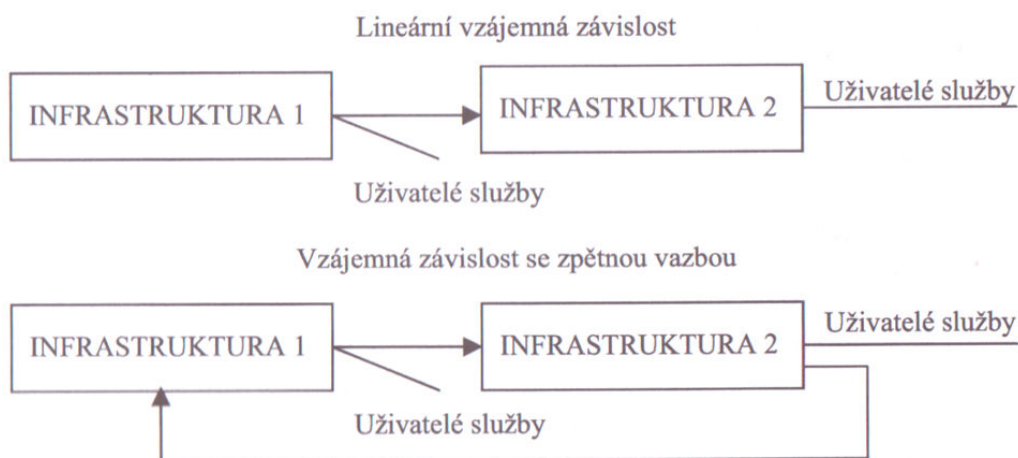 Lineární vzájemná závislost
INFRASTRUKTURA 1
INFRASTRUKTURA 2
Uživatelé služby
Uživatelé služby
Vzájemná závislost se zpětnou vazbou
INFRASTRUKTURA 1
INFRASTRUKTURA 2
Uživatelé služby
Uživatelé služby